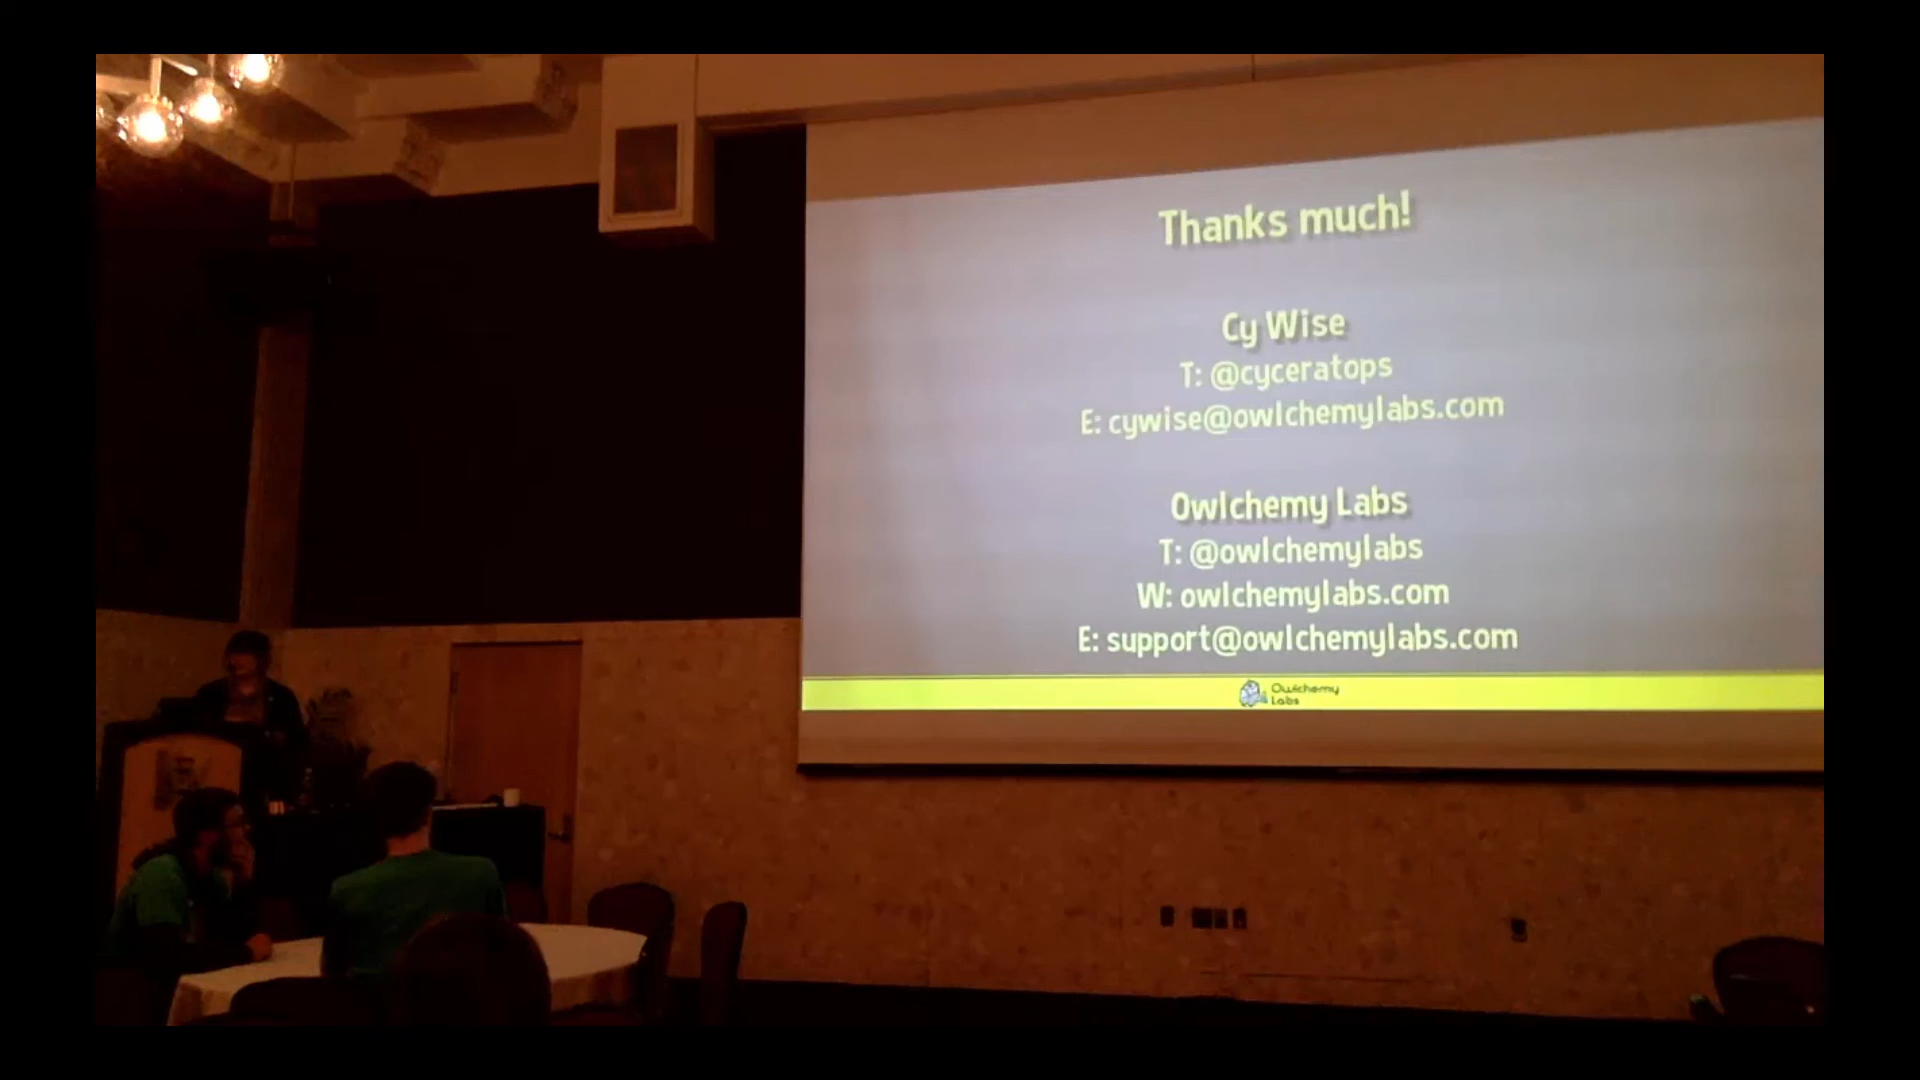 Thanks much!
Cy Wise
T: @cyceratops
E: cywise@owlchemylabs.com
Owlchemy Labs
T: @owlchemylabs
W: owlchemylabs.com
E: support@owlchemylabs.com
Owlchemy
Labs